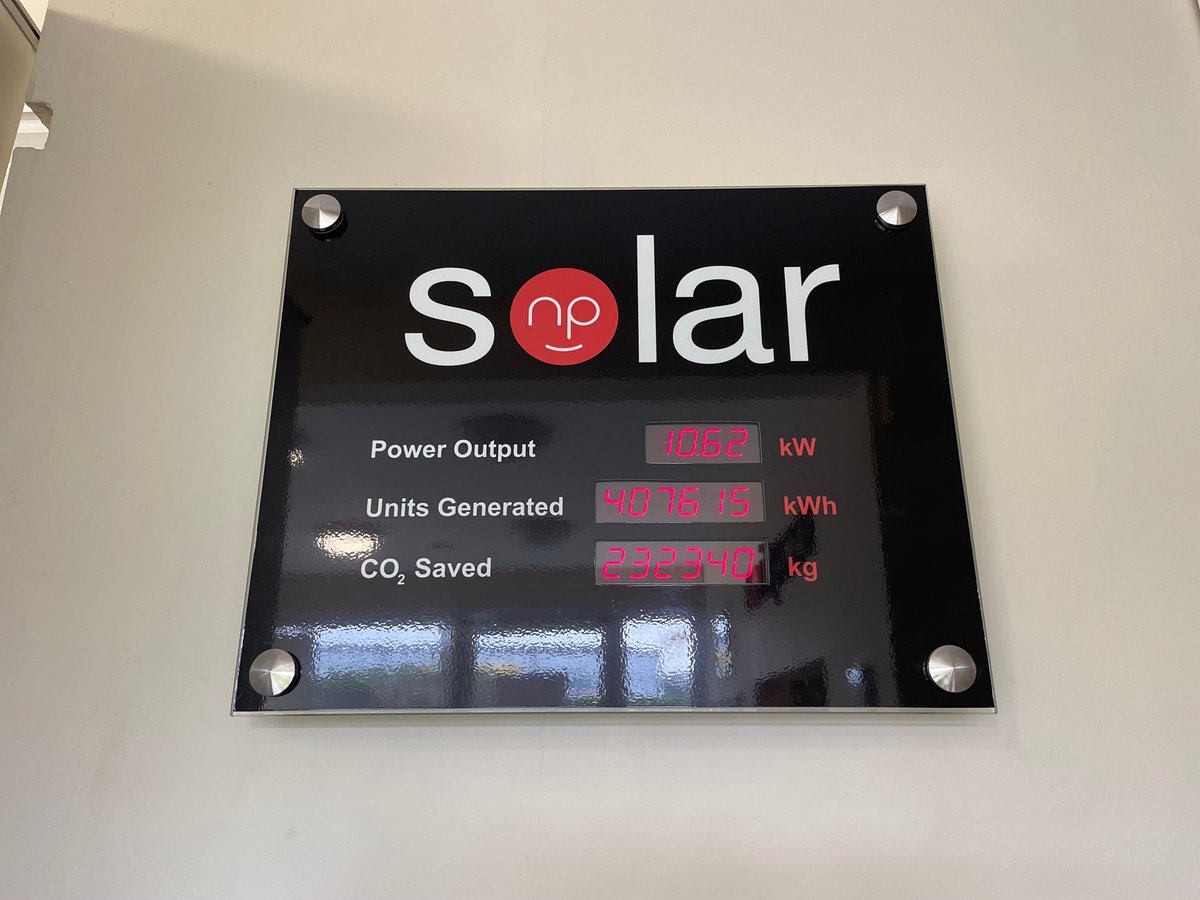 solar
np
Power Output 10.62 kW
Units Generated 407615 kWh
CO₂ Saved 232340 kg